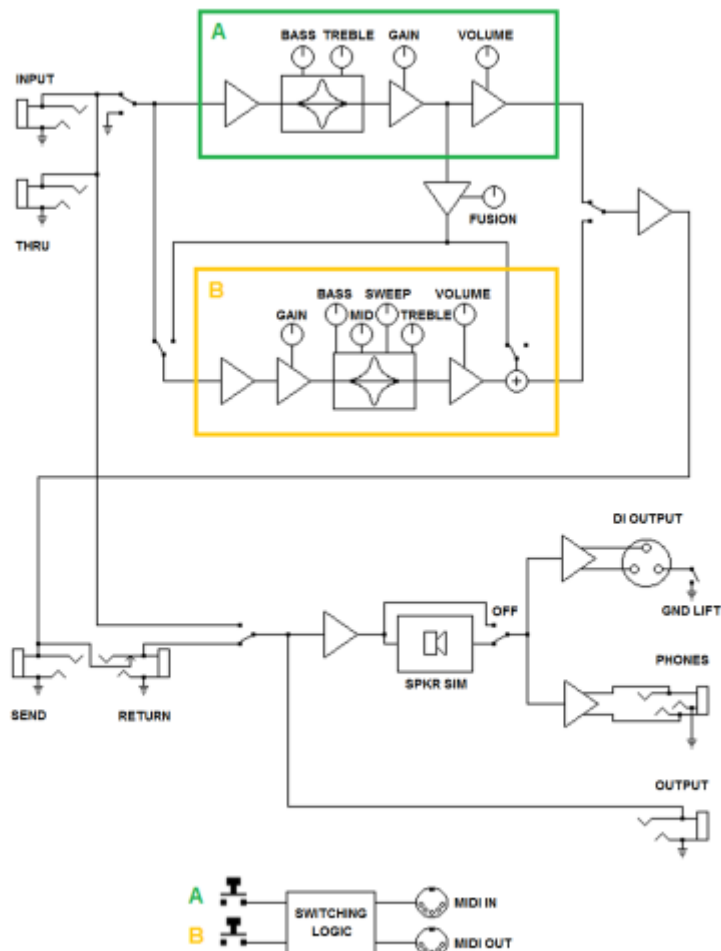 A
BASS TREBLE GAIN VOLUME
INPUT
THRU
FUSION
B
BASS SWEEP VOLUME
GAIN MID TREBLE
DI OUTPUT
OFF
GND LIFT
SPKR SIM
PHONES
SEND RETURN
OUTPUT
A
SWITCHING
LOGIC
MIDI IN
B
MIDI OUT